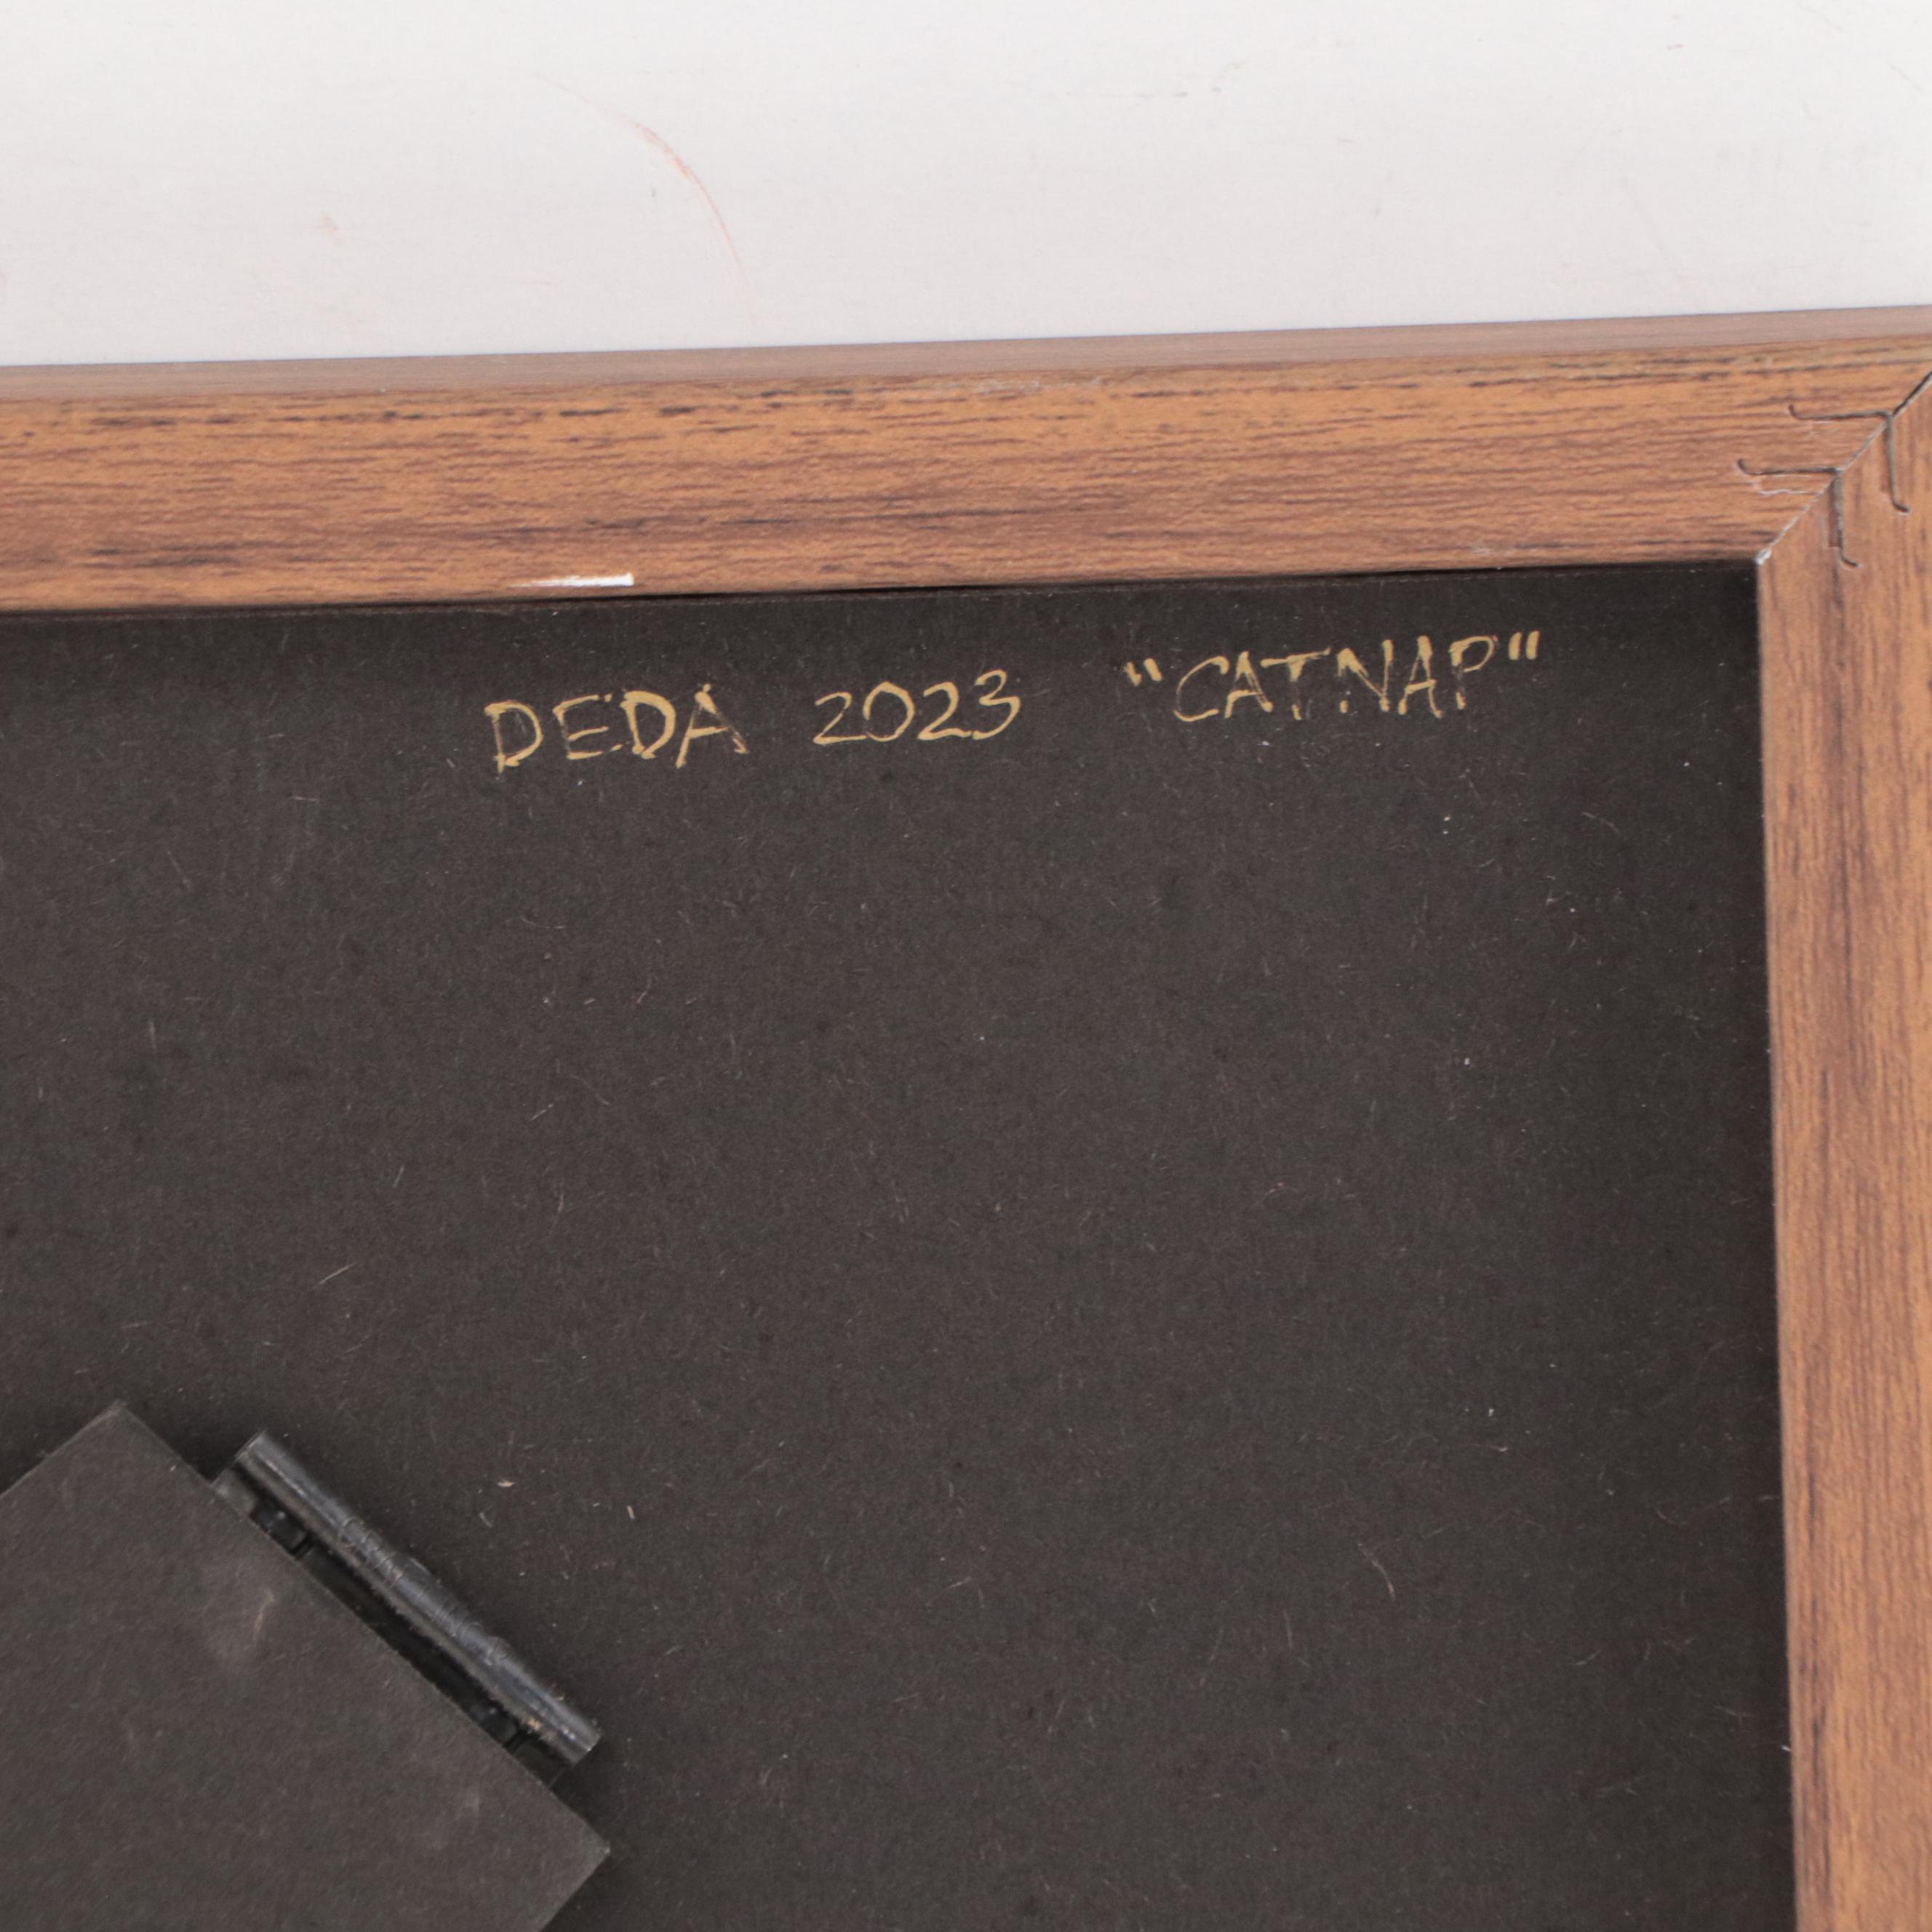 DEDA 2023 "CATNAP"